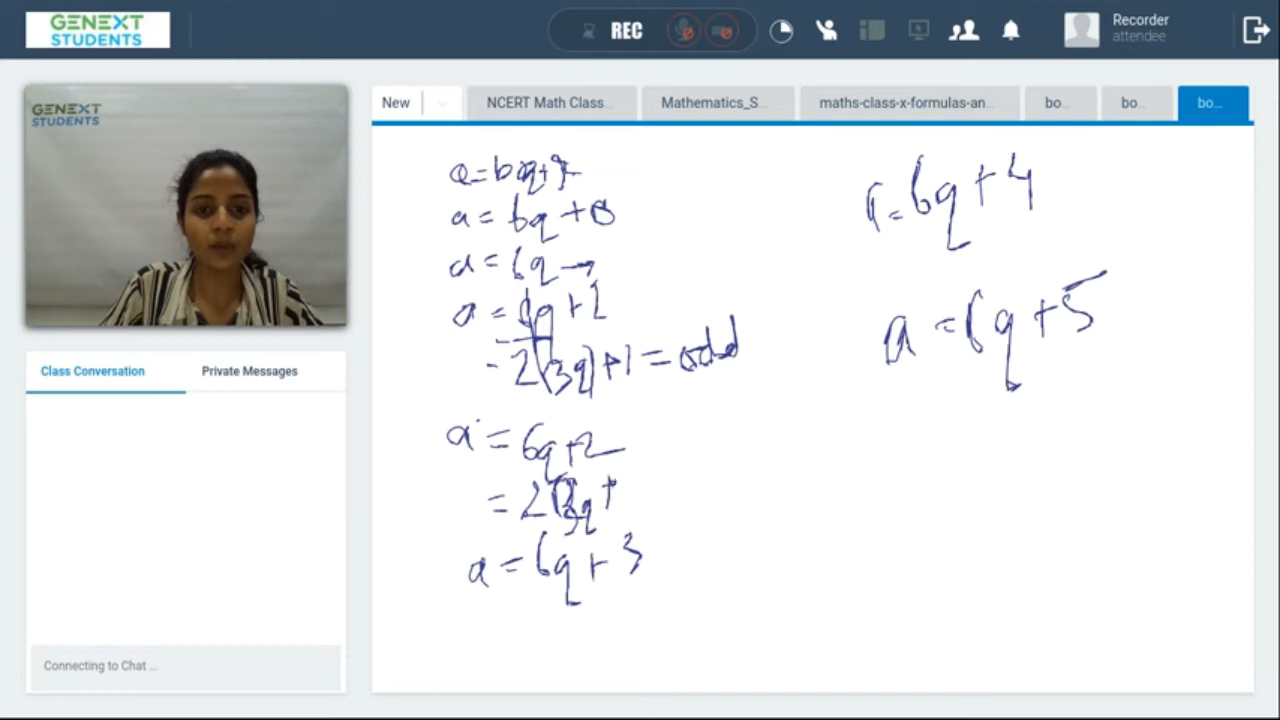 GENEXT
STUDENTS
REC
Recorder
attendee
GENEXT
STUDENTS
New
NCERT Math Class...
Mathematics_S...
maths-class-x-formulas-an...
bo...
bo...
bo...
a = 6q + 0
a = 6q →
a = 6q + 1
= 2(3q) + 1 = odd
a = 6q + 2
= 2(3q +
a = 6q + 3
a = 6q + 4
a = 6q + 5
Class Conversation
Private Messages
Connecting to Chat ...